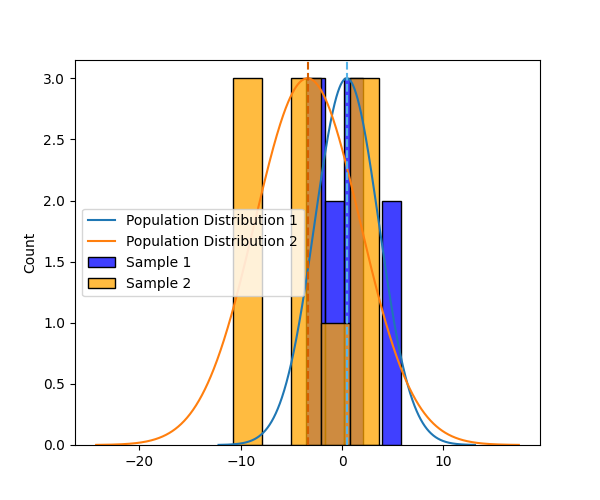 3.0
2.5
2.0
1.5
1.0
0.5
0.0
Count
Population Distribution 1
Population Distribution 2
Sample 1
Sample 2
−20
−10
0
10